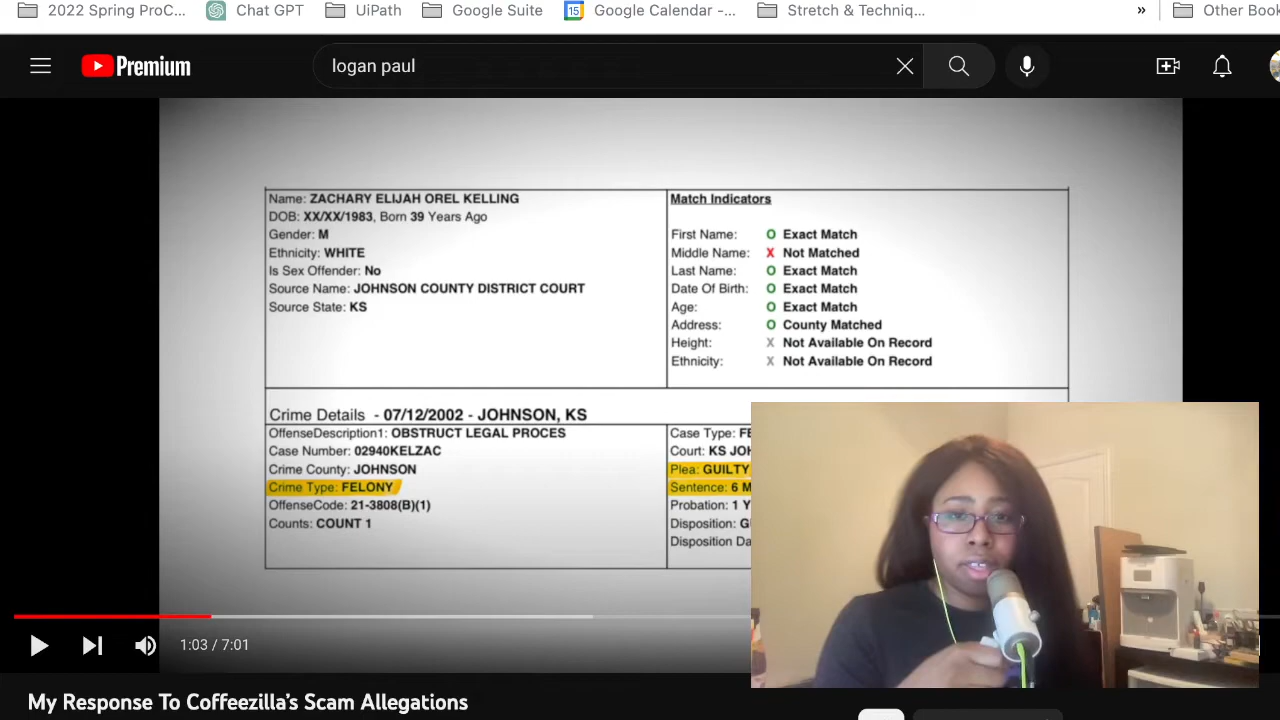 2022 Spring ProC...
Chat GPT
UiPath
Google Suite
15
Google Calendar -...
Stretch & Techniq...
»
Other Book
Premium
logan paul
Name: ZACHARY ELIJAH OREL KELLING
DOB: XX/XX/1983, Born 39 Years Ago
Gender: M
Ethnicity: WHITE
Is Sex Offender: No
Source Name: JOHNSON COUNTY DISTRICT COURT
Source State: KS
Match Indicators
First Name: O Exact Match
Middle Name: X Not Matched
Last Name: O Exact Match
Date Of Birth: O Exact Match
Age: O Exact Match
Address: O County Matched
Height: X Not Available On Record
Ethnicity: X Not Available On Record
Crime Details - 07/12/2002 - JOHNSON, KS
OffenseDescription1: OBSTRUCT LEGAL PROCES
Case Number: 02940KELZAC
Crime County: JOHNSON
Crime Type: FELONY
OffenseCode: 21-3808(B)(1)
Counts: COUNT 1
Case Type: FE
Court: KS JOH
Plea: GUILTY
Sentence: 6 M
Probation: 1 Y
Disposition: G
Disposition Da
1:03 / 7:01
My Response To Coffeezilla's Scam Allegations